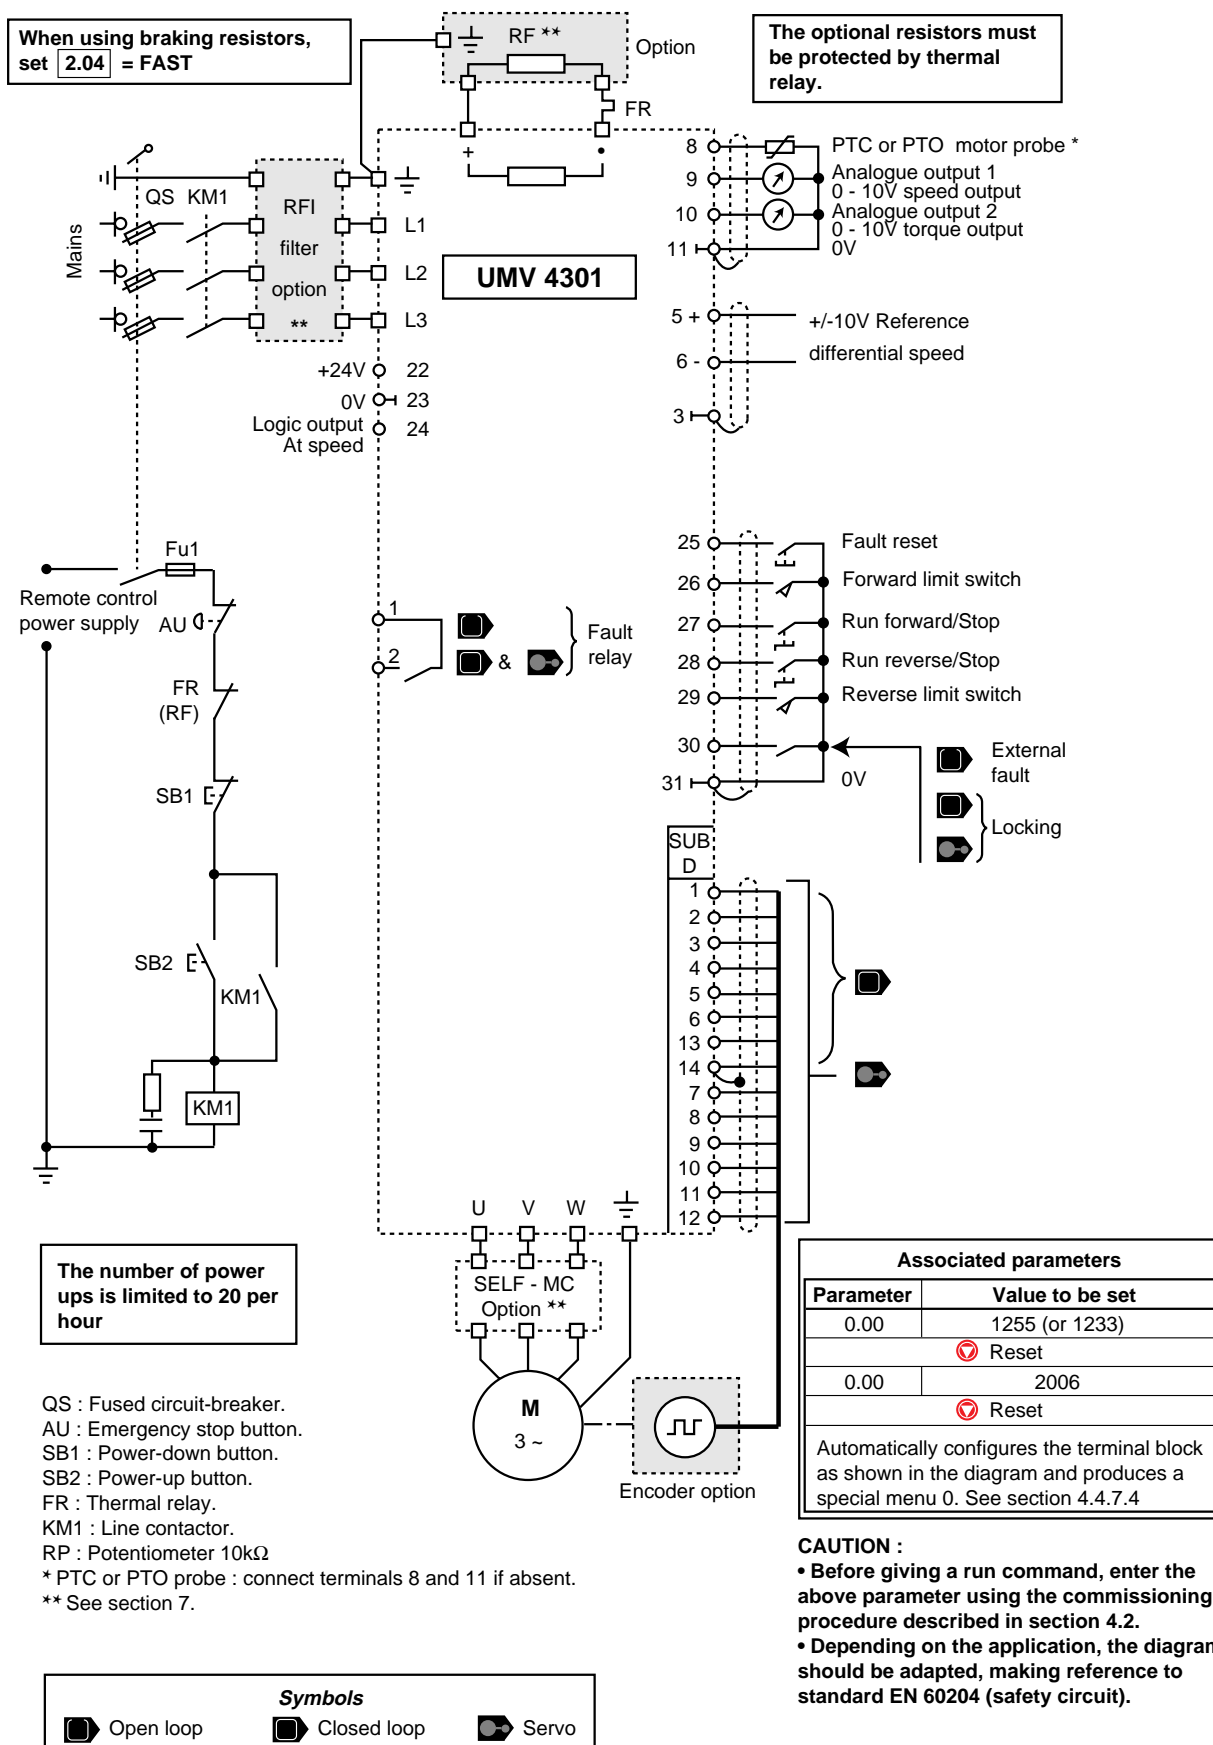 When using braking resistors,
set 2.04 = FAST
RF **
Option
FR
The optional resistors must
be protected by thermal
relay.
+
8
PTC or PTO motor probe *
9
Analogue output 1
0 - 10V speed output
10
Analogue output 2
0 - 10V torque output
11
0V
Mains
QS
KM1
RFI
filter
option
**
L1
L2
L3
UMV 4301
5 +
+/-10V Reference
6 -
differential speed
3
+24V
22
0V
23
Logic output
At speed
24
Fu1
Remote control
power supply
AU
FR
(RF)
SB1
SB2
KM1
KM1
1
2
&
Fault
relay
25
Fault reset
26
Forward limit switch
27
Run forward/Stop
28
Run reverse/Stop
29
Reverse limit switch
30
31
0V
External
fault
Locking
SUB
D
1
2
3
4
5
6
13
14
7
8
9
10
11
12
U
V
W
SELF - MC
Option **
M
3 ~
Encoder option
The number of power
ups is limited to 20 per
hour
QS : Fused circuit-breaker.
AU : Emergency stop button.
SB1 : Power-down button.
SB2 : Power-up button.
FR : Thermal relay.
KM1 : Line contactor.
RP : Potentiometer 10kΩ
* PTC or PTO probe : connect terminals 8 and 11 if absent.
** See section 7.
Associated parameters
Parameter
Value to be set
0.00
1255 (or 1233)
Reset
0.00
2006
Reset
Automatically configures the terminal block
as shown in the diagram and produces a
special menu 0. See section 4.4.7.4
CAUTION :
• Before giving a run command, enter the
above parameter using the commissioning
procedure described in section 4.2.
• Depending on the application, the diagram
should be adapted, making reference to
standard EN 60204 (safety circuit).
Symbols
Open loop
Closed loop
Servo